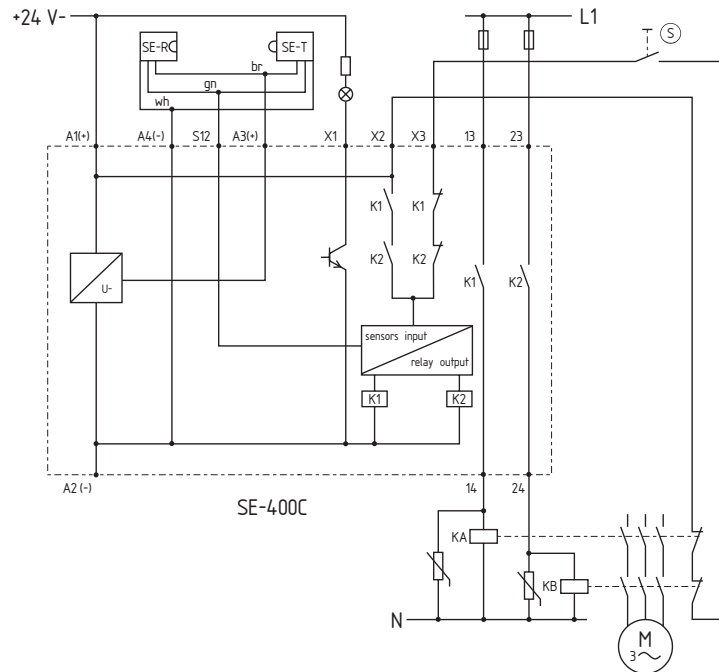 +24 V-
L1
S
SE-R
SE-T
br
gn
wh
A1(+)
A4(-)
S12
A3(+)
X1
X2
X3
13
23
K1
K1
K2
K2
K1
K2
U-
sensors input
relay output
K1
K2
A2 (-)
14
24
SE-400C
KA
KB
N
M
3